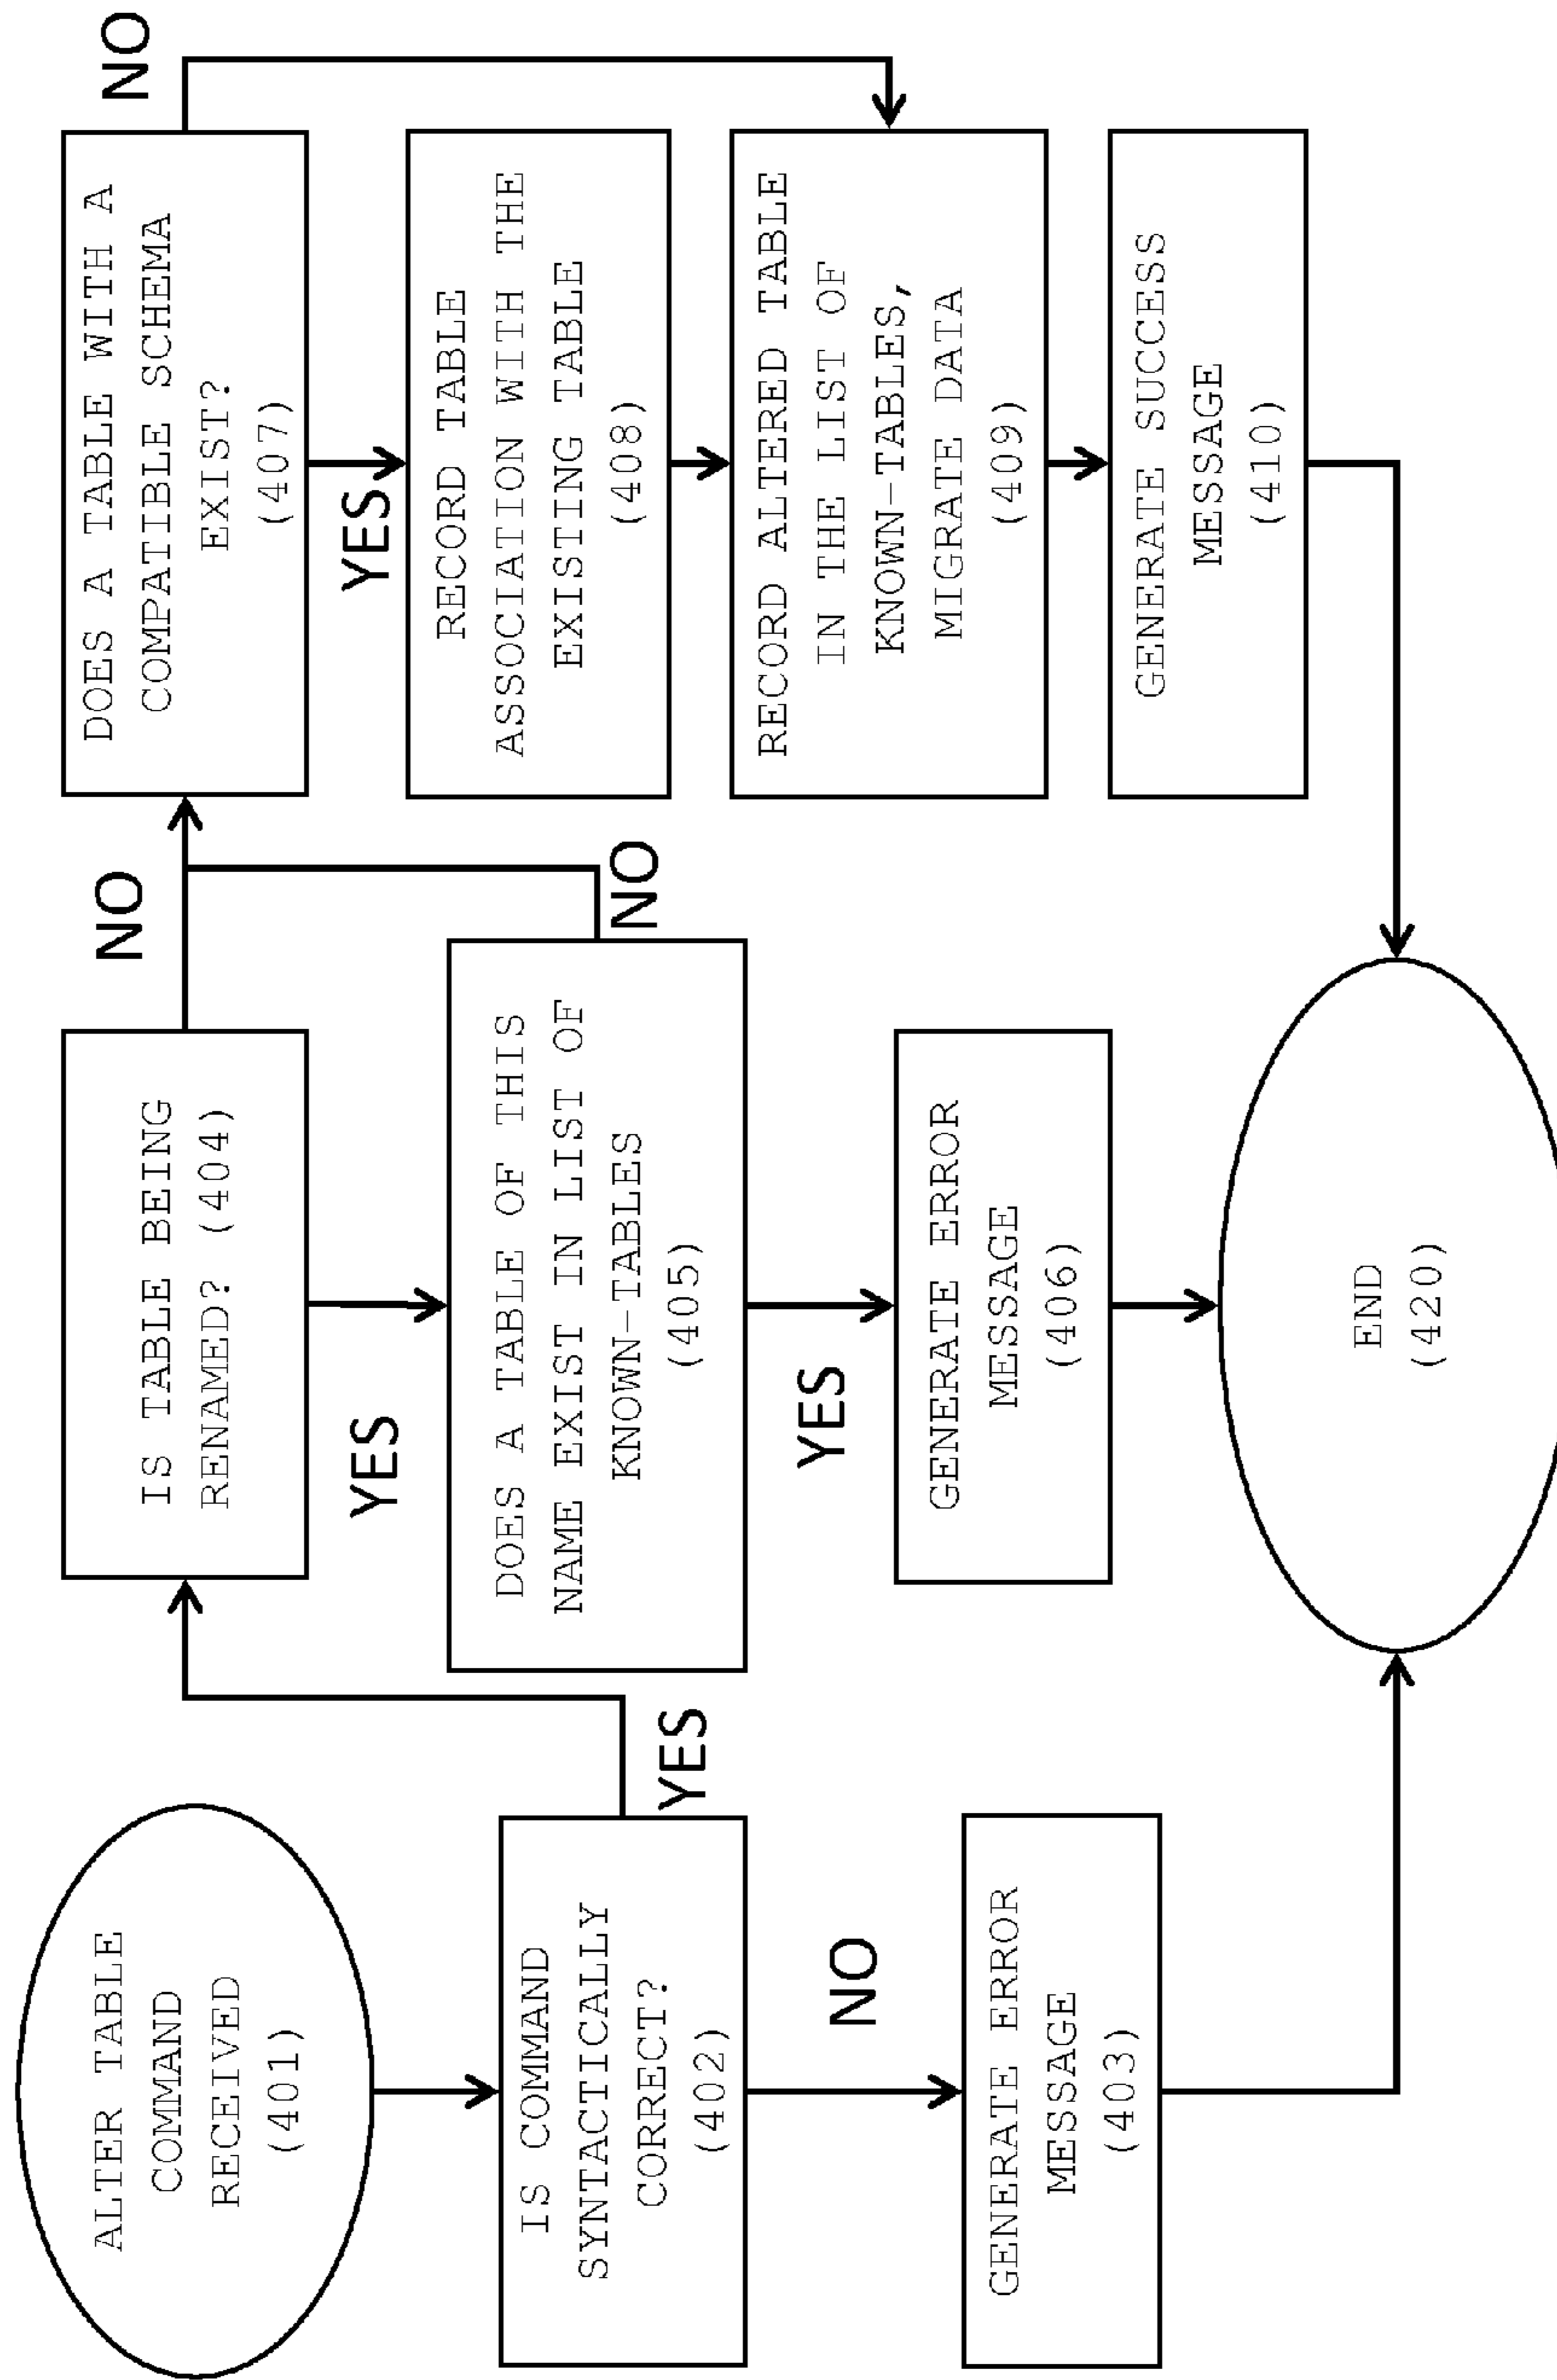 ALTER TABLE
COMMAND
RECEIVED
(401)
IS COMMAND
SYNTACTICALLY
CORRECT?
(402)
YES
NO
GENERATE ERROR
MESSAGE
(403)
IS TABLE BEING
RENAMED? (404)
NO
YES
DOES A TABLE OF THIS
NAME EXIST IN LIST OF
KNOWN-TABLES
(405)
NO
YES
GENERATE ERROR
MESSAGE
(406)
DOES A TABLE WITH A
COMPATIBLE SCHEMA
EXIST?
(407)
NO
YES
RECORD TABLE
ASSOCIATION WITH THE
EXISTING TABLE
(408)
RECORD ALTERED TABLE
IN THE LIST OF
KNOWN-TABLES,
MIGRATE DATA
(409)
GENERATE SUCCESS
MESSAGE
(410)
END
(420)